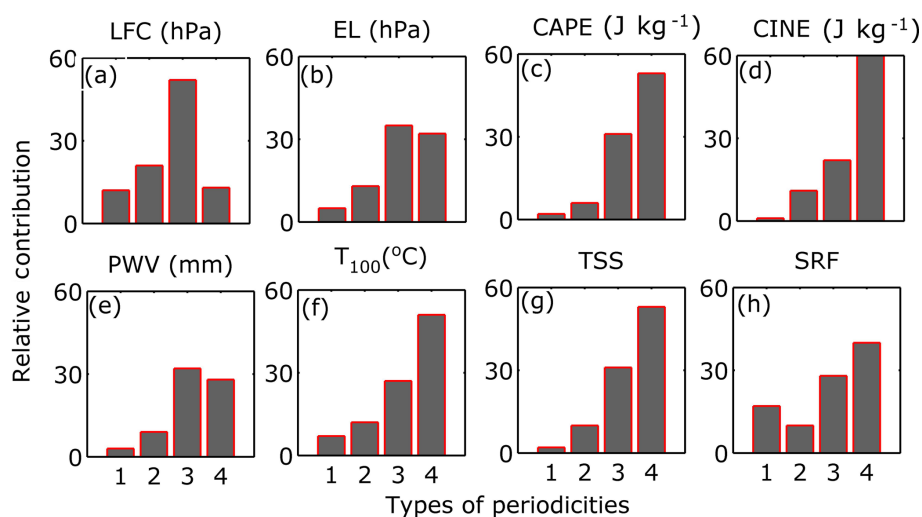 LFC (hPa)
EL (hPa)
CAPE (J kg⁻¹)
CINE (J kg⁻¹)
60
(a)
60
(b)
60
(c)
60
(d)
30
30
30
30
0
0
0
0
PWV (mm)
T₁₀₀(°C)
TSS
SRF
60
(e)
60
(f)
60
(g)
60
(h)
30
30
30
30
0
0
0
0
1 2 3 4
1 2 3 4
1 2 3 4
1 2 3 4
Relative contribution
Types of periodicities